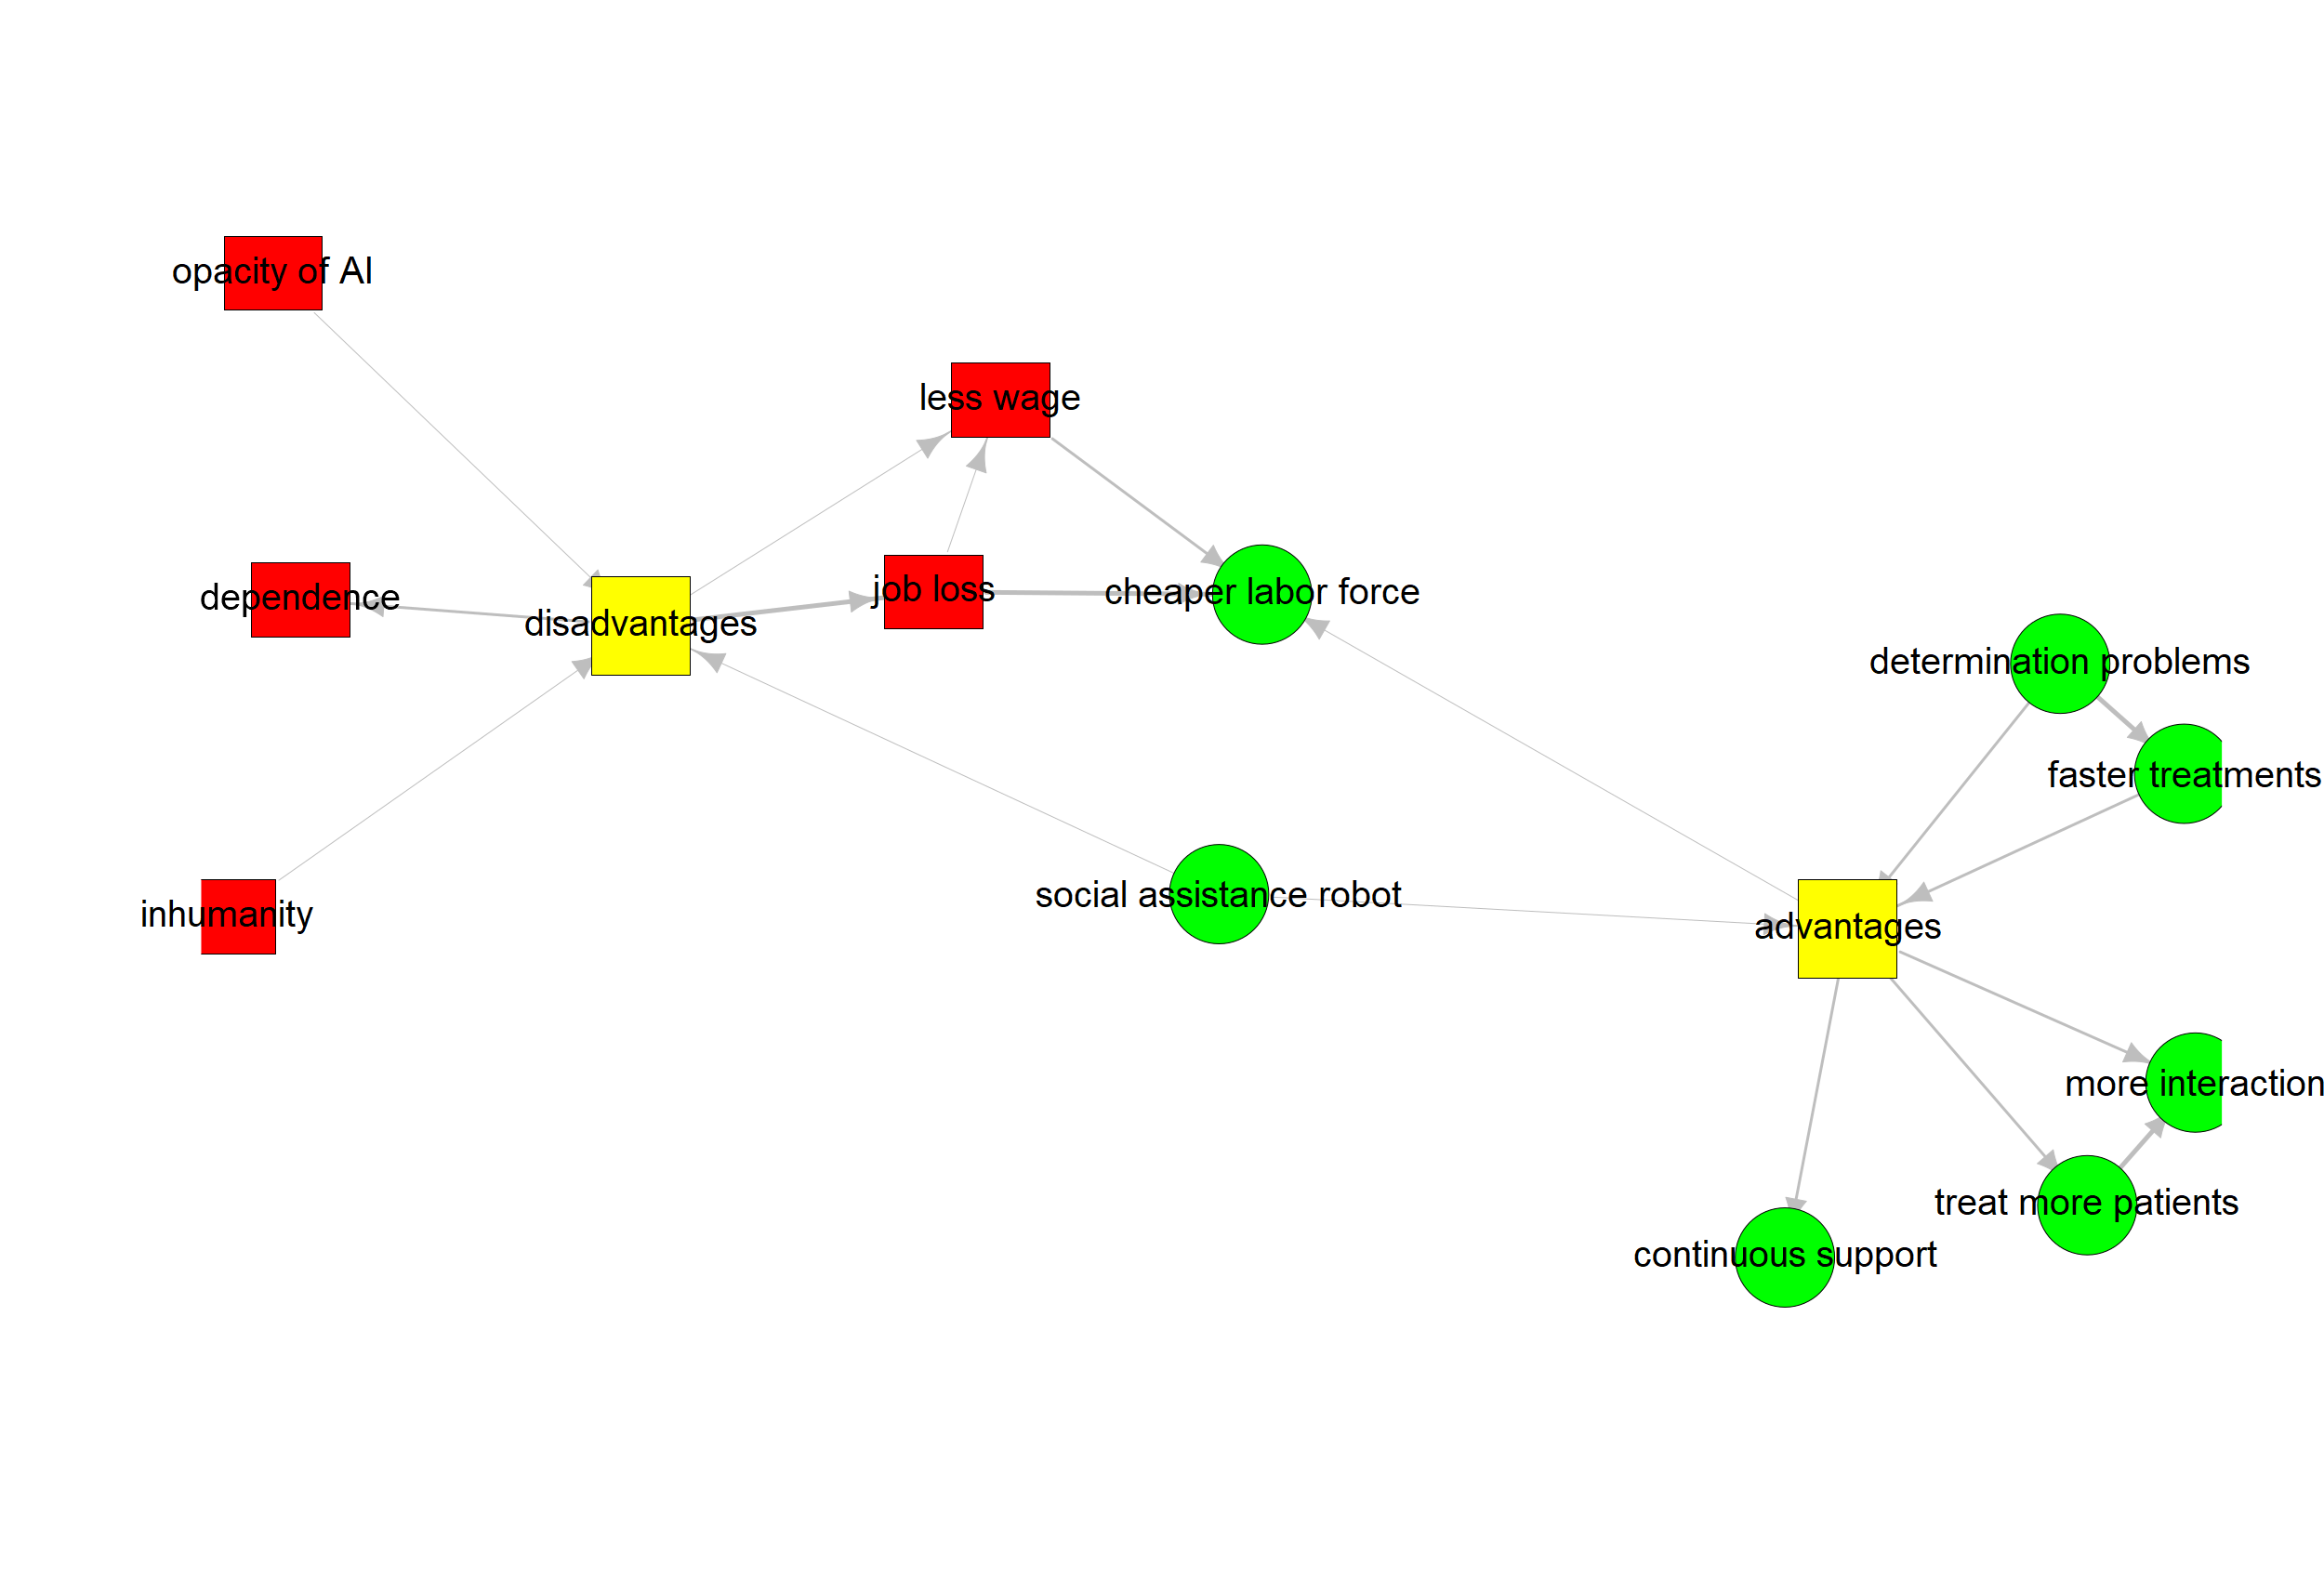 opacity of AI
less wage
dependence
disadvantages
job loss
cheaper labor force
determination problems
faster treatments
social assistance robot
inhumanity
advantages
more interaction
treat more patients
continuous support